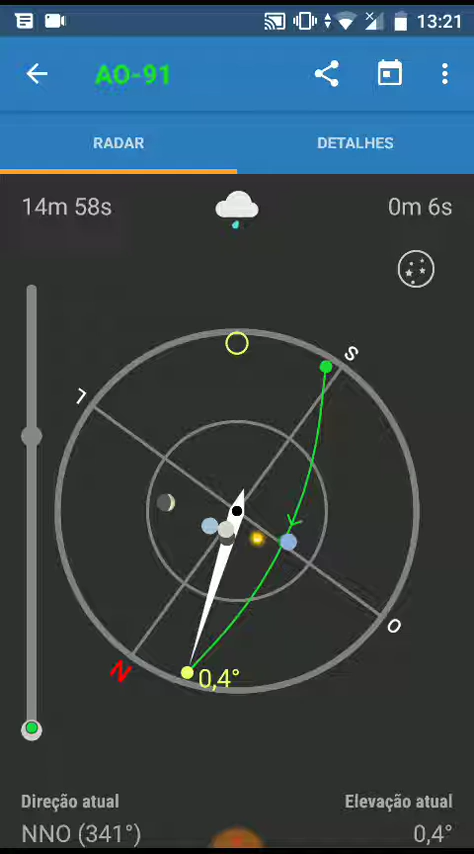 13:21
AO-91
RADAR DETALHES
14m 58s 0m 6s
S
L
O
N
0,4°
Direção atual Elevação atual
NNO (341°) 0,4°